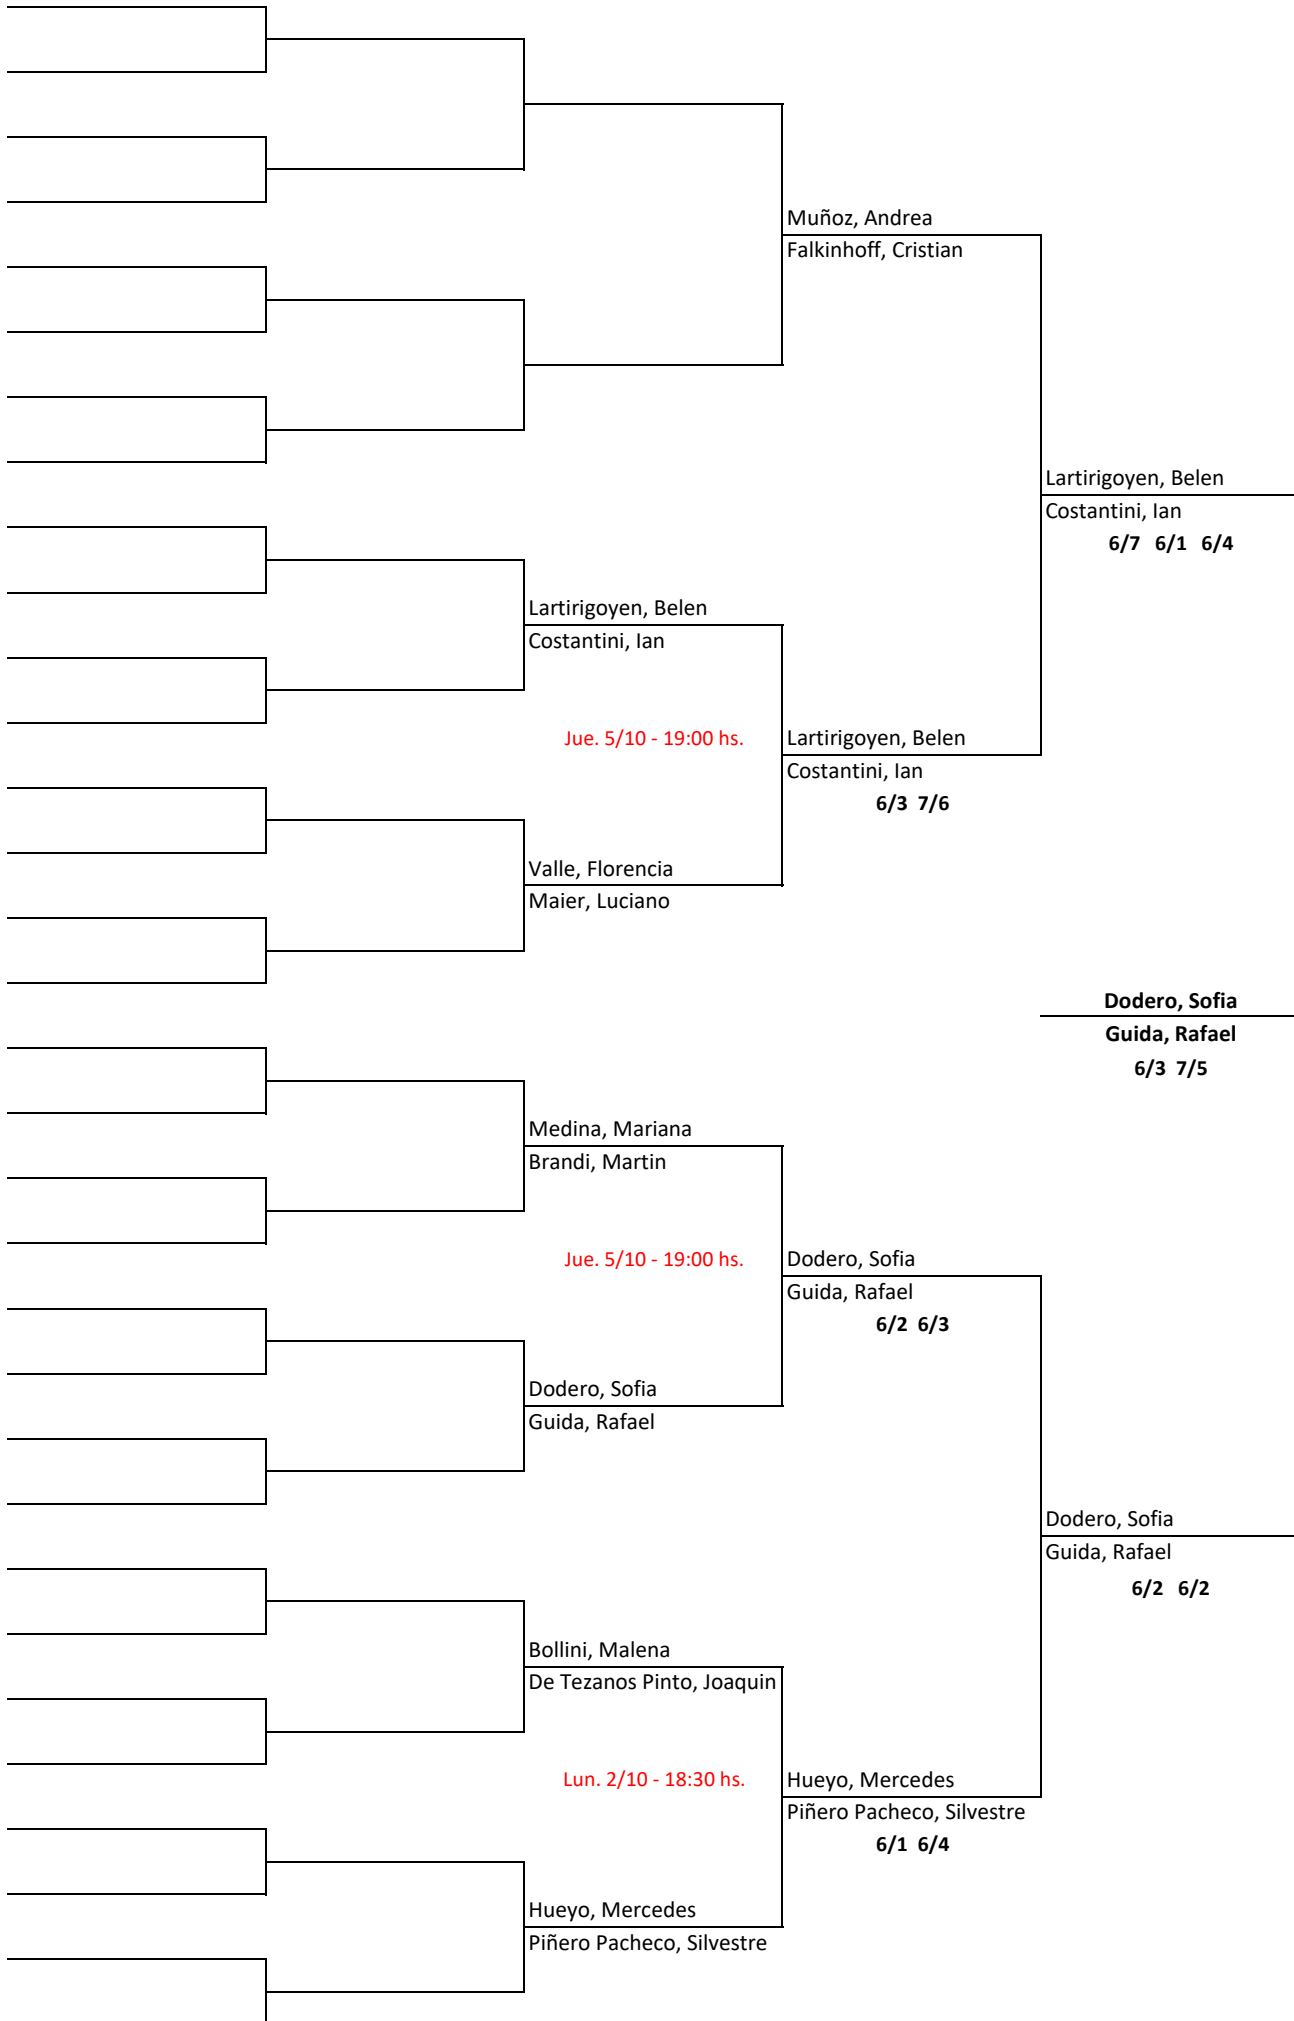 Muñoz, Andrea
Falkinhoff, Cristian
Lartirigoyen, Belen
Costantini, Ian
6/7 6/1 6/4
Lartirigoyen, Belen
Costantini, Ian
Jue. 5/10 - 19:00 hs.
Lartirigoyen, Belen
Costantini, Ian
6/3 7/6
Valle, Florencia
Maier, Luciano
Dodero, Sofia
Guida, Rafael
6/3 7/5
Medina, Mariana
Brandi, Martin
Jue. 5/10 - 19:00 hs.
Dodero, Sofia
Guida, Rafael
6/2 6/3
Dodero, Sofia
Guida, Rafael
Dodero, Sofia
Guida, Rafael
6/2 6/2
Bollini, Malena
De Tezanos Pinto, Joaquin
Lun. 2/10 - 18:30 hs.
Hueyo, Mercedes
Piñero Pacheco, Silvestre
6/1 6/4
Hueyo, Mercedes
Piñero Pacheco, Silvestre